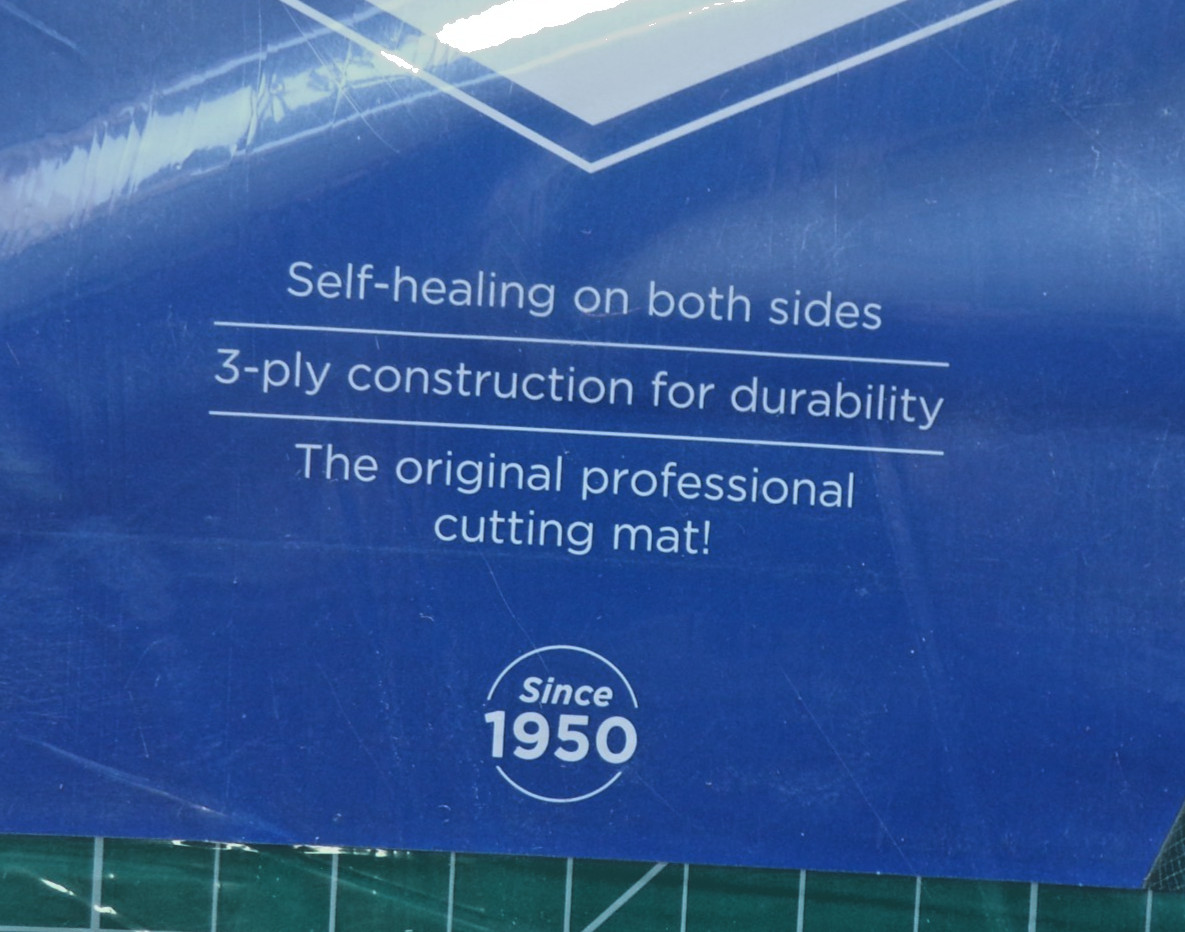 Self-healing on both sides
3-ply construction for durability
The original professional
cutting mat!
Since
1950